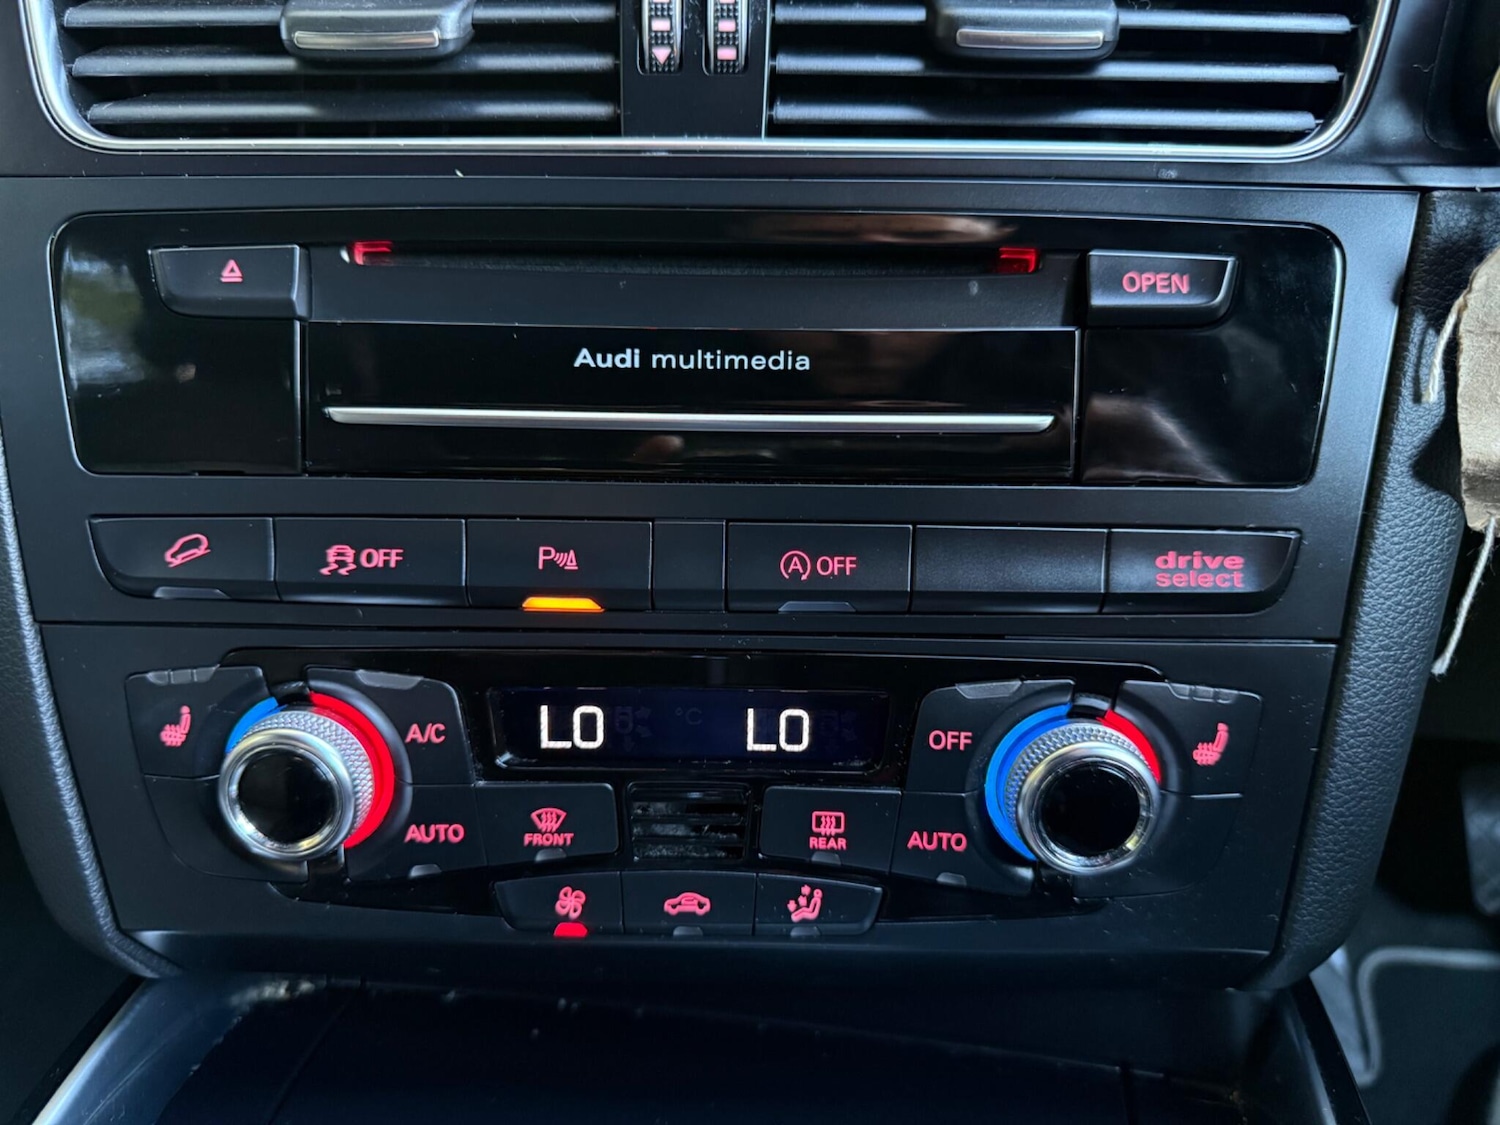 OPEN
Audi multimedia
OFF
P
A OFF
drive
select
A/C
LO
°C
LO
OFF
AUTO
FRONT
REAR
AUTO